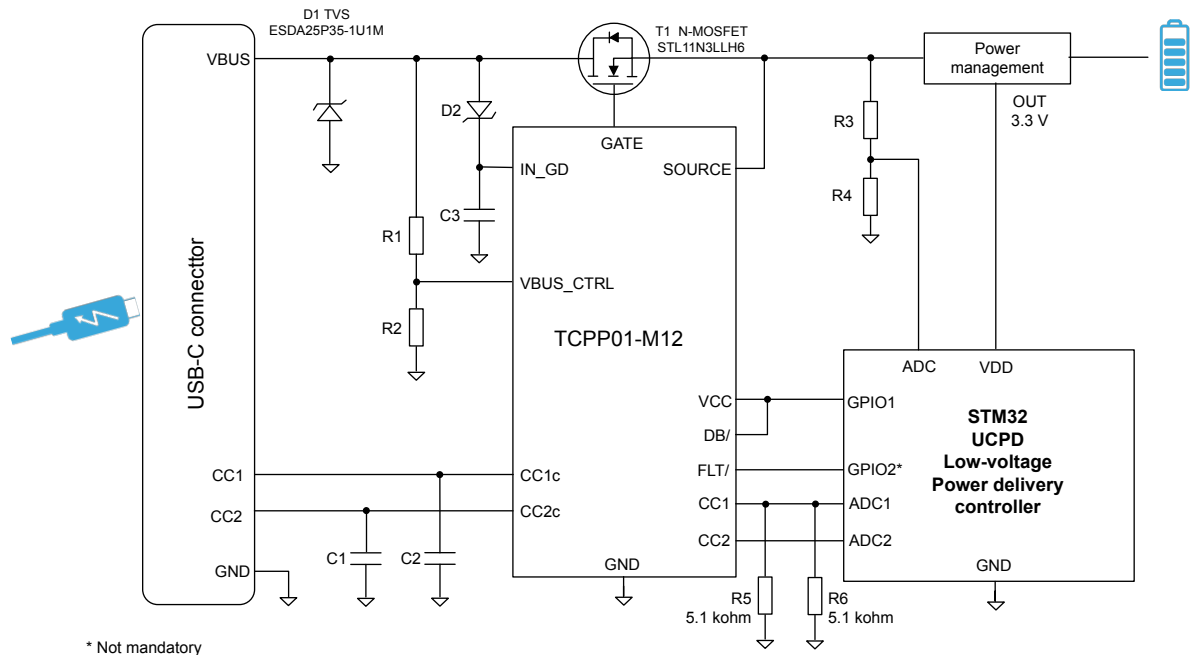 D1 TVS
ESDA25P35-1U1M
T1 N-MOSFET
STL11N3LLH6
VBUS
Power
management
D2
OUT
3.3 V
R3
GATE
IN_GD
SOURCE
C3
R4
R1
VBUS_CTRL
R2
USB-C connecttor
TCPP01-M12
ADC
VDD
VCC
GPIO1
DB/
STM32
UCPD
Low-voltage
Power delivery
controller
FLT/
GPIO2*
CC1
CC1c
CC1
ADC1
CC2
CC2c
CC2
ADC2
C1
C2
GND
GND
GND
R5
5.1 kohm
R6
5.1 kohm
* Not mandatory